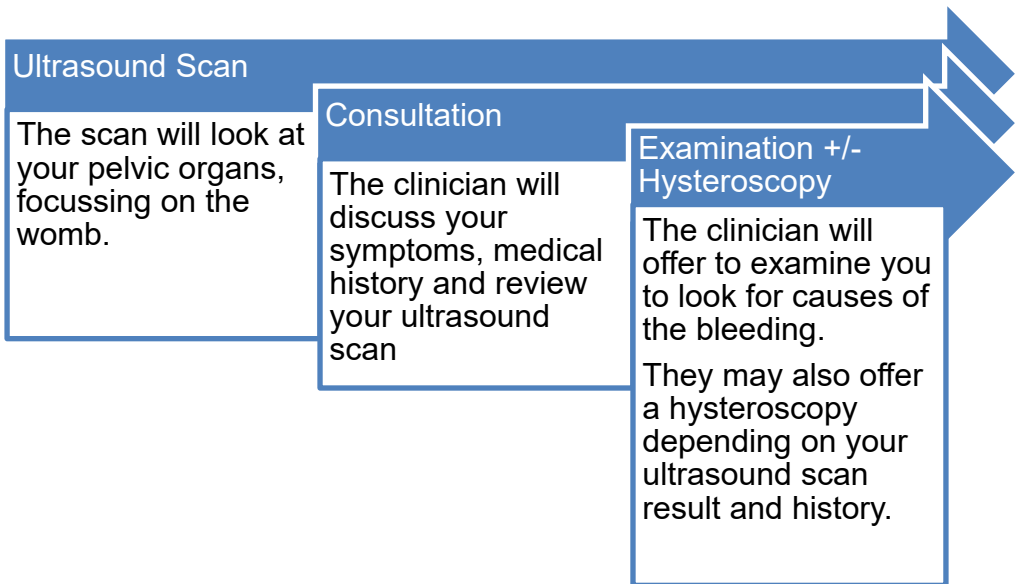 Ultrasound Scan
The scan will look at
your pelvic organs,
focussing on the
womb.
Consultation
The clinician will
discuss your
symptoms, medical
history and review
your ultrasound
scan
Examination +/-
Hysteroscopy
The clinician will
offer to examine you
to look for causes of
the bleeding.
They may also offer
a hysteroscopy
depending on your
ultrasound scan
result and history.